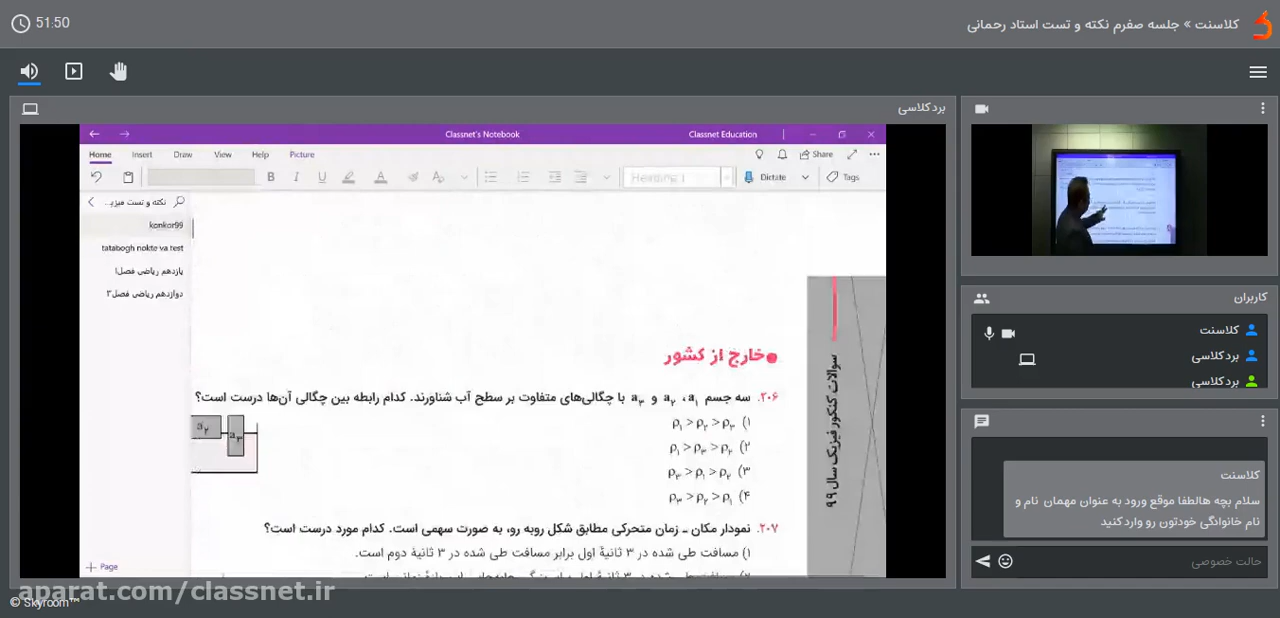 51:50
کلاسنت » جلسه صفرم نکته و تست استاد رحمانی
بردکلاسی
Classnet's Notebook
Classnet Education
Home Insert Draw View Help Picture
Share
Heading 1
Dictate
Tags
نکته و تست فیزی...
konkor99
tatabogh nokte va test
یازدهم ریاضی فصل۱
دوازدهم ریاضی فصل۳
Page
خارج از کشور
۲۰۶. سه جسم a₁، a₂ و a₃ با چگالی‌های متفاوت بر سطح آب شناورند. کدام رابطه بین چگالی آن‌ها درست است؟
۱) ρ₁ > ρ₂ > ρ₃
۲) ρ₁ > ρ₃ > ρ₂
۳) ρ₃ > ρ₁ > ρ₂
۴) ρ₃ > ρ₂ > ρ₁
a₂
a₃
۲۰۷. نمودار مکان ـ زمان متحرکی مطابق شکل روبه رو، به صورت سهمی است. کدام مورد درست است؟
۱) مسافت طی شده در ۳ ثانیهٔ اول برابر مسافت طی شده در ۳ ثانیهٔ دوم است.
سوالات کنکور فیزیک سال ۹۹
کاربران
کلاسنت
بردکلاسی
بردکلاسی
کلاسنت
سلام بچه هالطفا موقع ورود به عنوان مهمان نام و
نام خانوادگی خودتون رو واردکنید
حالت خصوصی
aparat.com/classnet.ir
© Skyroom™